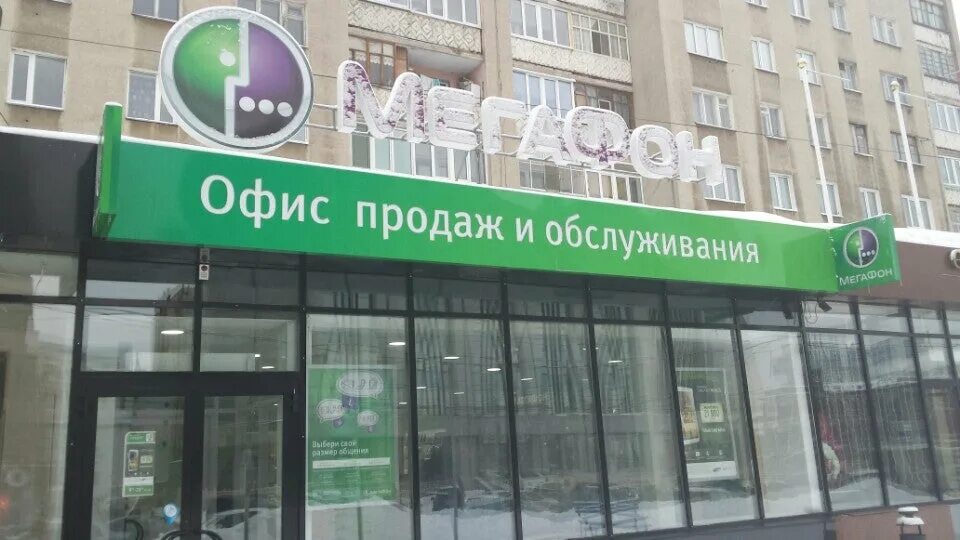 МЕГАФОН
Офис продаж и обслуживания
МЕГАФОН
Выбери свой
размер общения